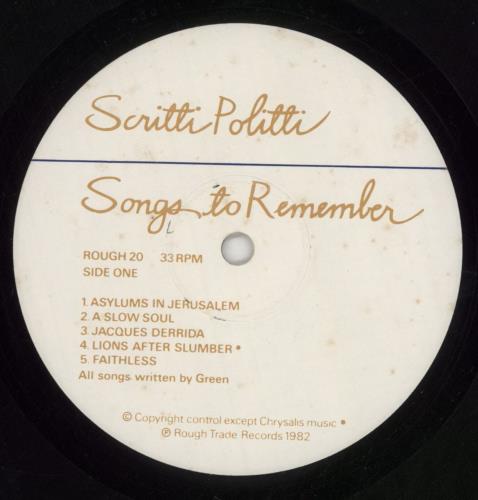 Scritti Politti
Songs to Remember
ROUGH 20 33 RPM
SIDE ONE
1. ASYLUMS IN JERUSALEM
2. A SLOW SOUL
3. JACQUES DERRIDA
4. LIONS AFTER SLUMBER •
5. FAITHLESS
All songs written by Green
© Copyright control except Chrysalis music •
℗ Rough Trade Records 1982